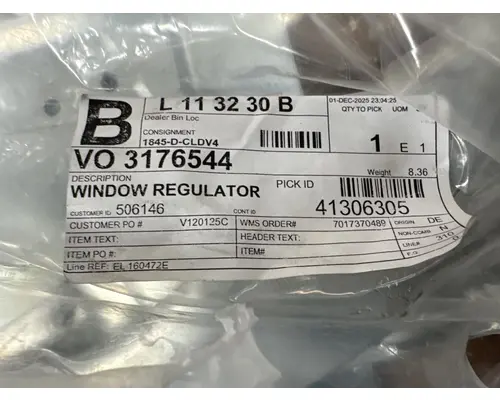 B
L 11 32 30 B
01-DEC-2025 23:04:25
Dealer Bin Loc
QTY TO PICK UOM
CONSIGNMENT
1845-D-CLDV4
1 E 1
VO 3176544
Weight 8.36
DESCRIPTION
WINDOW REGULATOR
PICK ID
41306305
CUSTOMER ID: 506146
CONT ID
CUSTOMER PO # V120125C WMS ORDER# 7017370489 ORIGIN DE
ITEM TEXT: HEADER TEXT: NON-COMB N
ITEM PO #: ITEM# LINE# 310
Line REF: EL 160472E